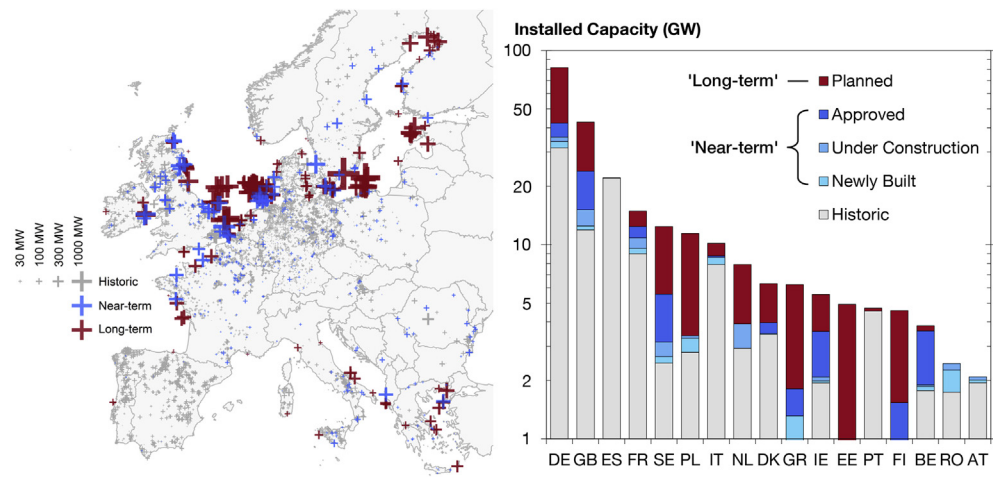 30 MW
100 MW
300 MW
1000 MW
Historic
Near-term
Long-term
Installed Capacity (GW)
100
50
20
10
5
2
1
'Long-term'
Planned
'Near-term'
Approved
Under Construction
Newly Built
Historic
DE GB ES FR SE PL IT NL DK GR IE EE PT FI BE RO AT